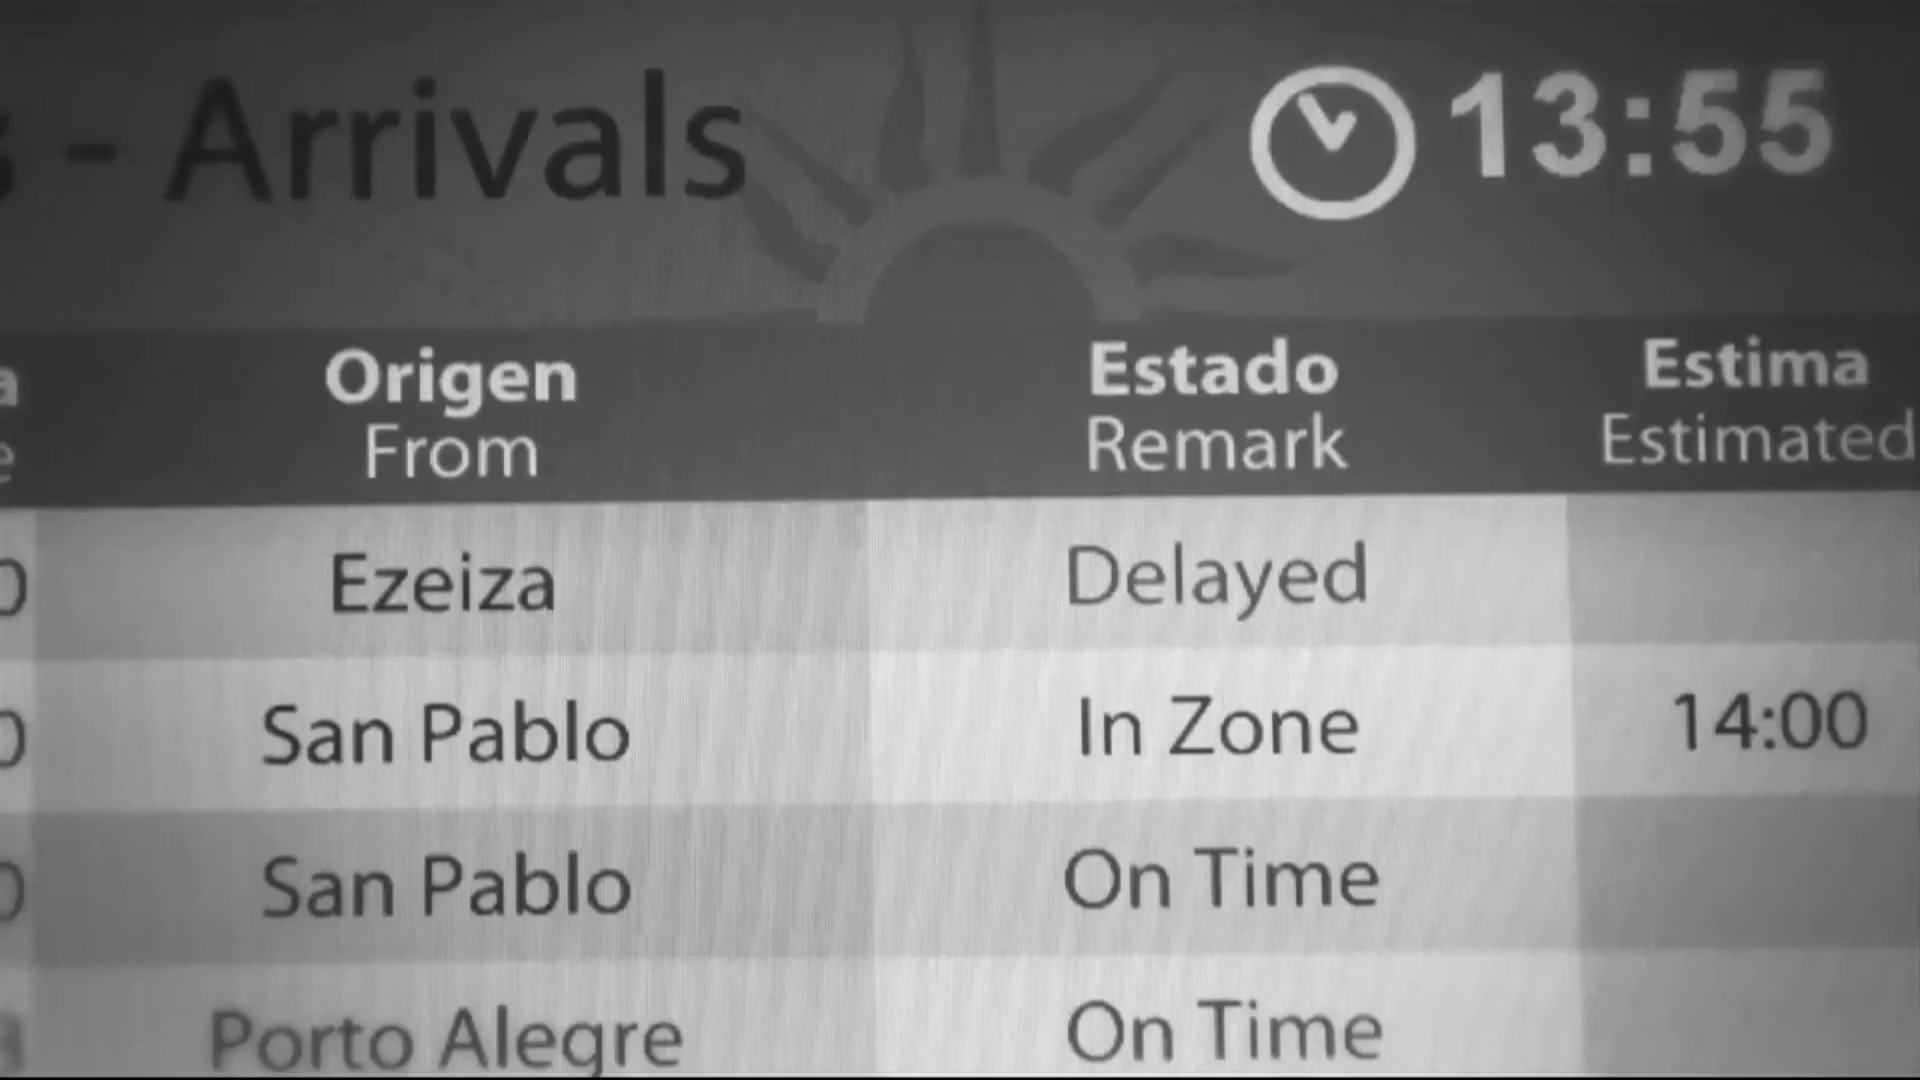 - Arrivals 13:55
Origen Estado Estima
From Remark Estimated
Ezeiza Delayed
San Pablo In Zone 14:00
San Pablo On Time
Porto Alegre On Time